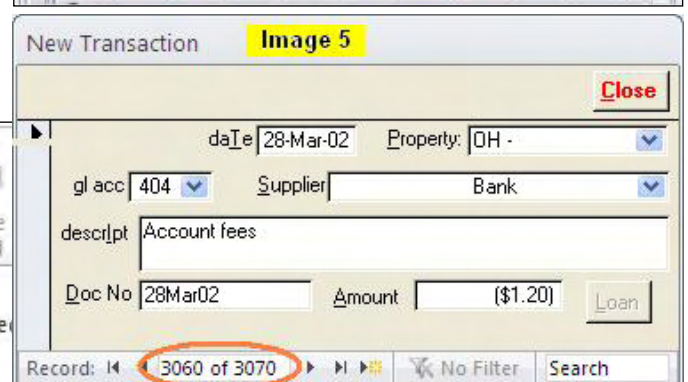 New Transaction Image 5
Close
daTe 28-Mar-02 Property: OH -
gl acc 404 Supplier Bank
descrIpt Account fees
Doc No 28Mar02 Amount ($1.20) Loan
Record: 3060 of 3070 No Filter Search